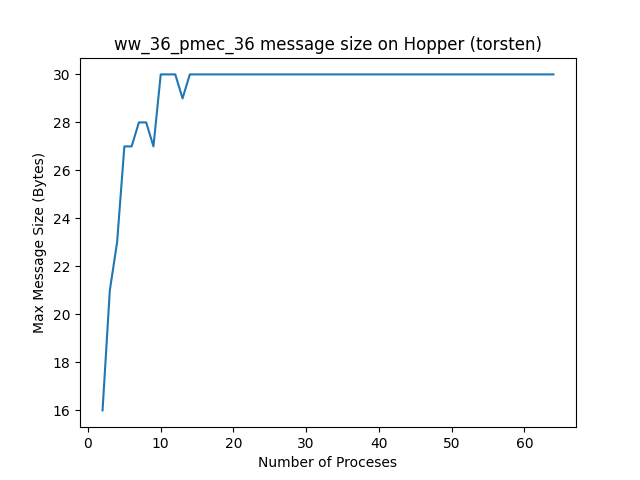 ww_36_pmec_36 message size on Hopper (torsten)
Max Message Size (Bytes)
30
28
26
24
22
20
18
16
0 10 20 30 40 50 60
Number of Proceses